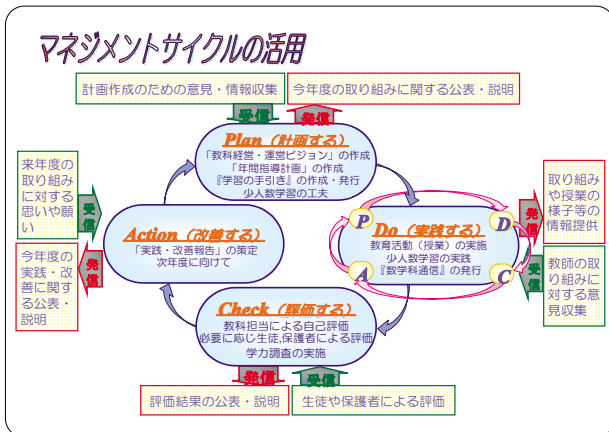 マネジメントサイクルの活用
計画作成のための意見・情報収集
今年度の取り組みに関する公表・説明
受信
発信
Plan（計画する）
「教科経営・運営ビジョン」の作成
「年間指導計画」の作成
『学習の手引き』の作成・発行
少人数学習の工夫
来年度の
取り組み
に対する
思いや願
い
受信
発信
今年度の
実践・改
善に関す
る公表・
説明
Action（改善する）
「実践・改善報告」の策定
次年度に向けて
P
D
A
C
Do（実践する）
教育活動（授業）の実施
少人数学習の実践
『数学科通信』の発行
発信
受信
取り組み
や授業の
様子等の
情報提供
教師の取
り組みに
対する意
見収集
Check（評価する）
教科担当による自己評価
必要に応じ生徒,保護者による評価
学力調査の実施
発信
受信
評価結果の公表・説明
生徒や保護者による評価